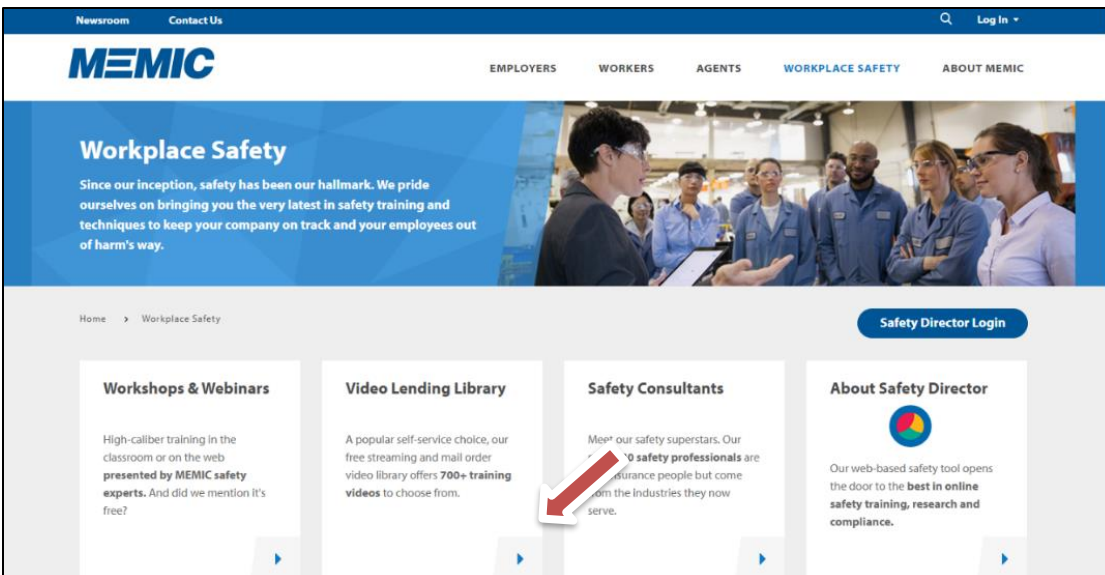 Newsroom Contact Us Log In
MEMIC
EMPLOYERS WORKERS AGENTS WORKPLACE SAFETY ABOUT MEMIC
Workplace Safety
Since our inception, safety has been our hallmark. We pride
ourselves on bringing you the very latest in safety training and
techniques to keep your company on track and your employees out
of harm's way.
Home > Workplace Safety
Safety Director Login
Workshops & Webinars
High-caliber training in the
classroom or on the web
presented by MEMIC safety
experts. And did we mention it's
free?
Video Lending Library
A popular self-service choice, our
free streaming and mail order
video library offers 700+ training
videos to choose from.
Safety Consultants
Meet our safety superstars. Our
0 safety professionals are
insurance people but come
from the industries they now
serve.
About Safety Director
Our web-based safety tool opens
the door to the best in online
safety training, research and
compliance.